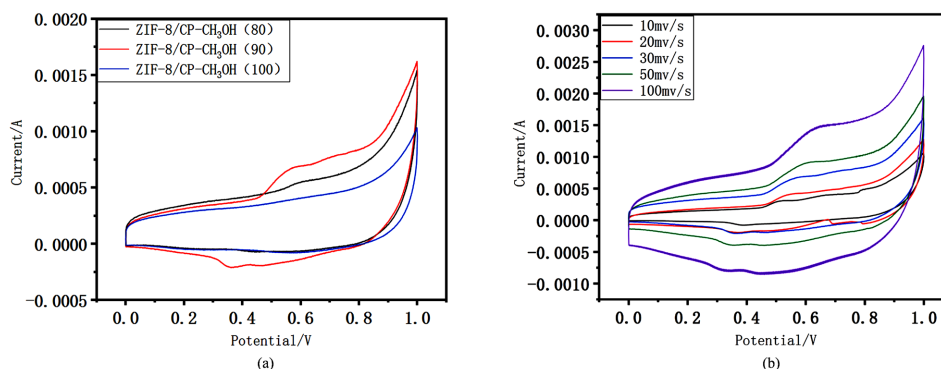 ZIF-8/CP-CH₃OH（80）
ZIF-8/CP-CH₃OH（90）
ZIF-8/CP-CH₃OH（100）
0.0020
0.0015
0.0010
0.0005
0.0000
-0.0005
Current/A
0.0 0.2 0.4 0.6 0.8 1.0
Potential/V
(a)
10mv/s
20mv/s
30mv/s
50mv/s
100mv/s
0.0030
0.0025
0.0020
0.0015
0.0010
0.0005
0.0000
-0.0005
-0.0010
Current/A
0.0 0.2 0.4 0.6 0.8 1.0
Potential/V
(b)